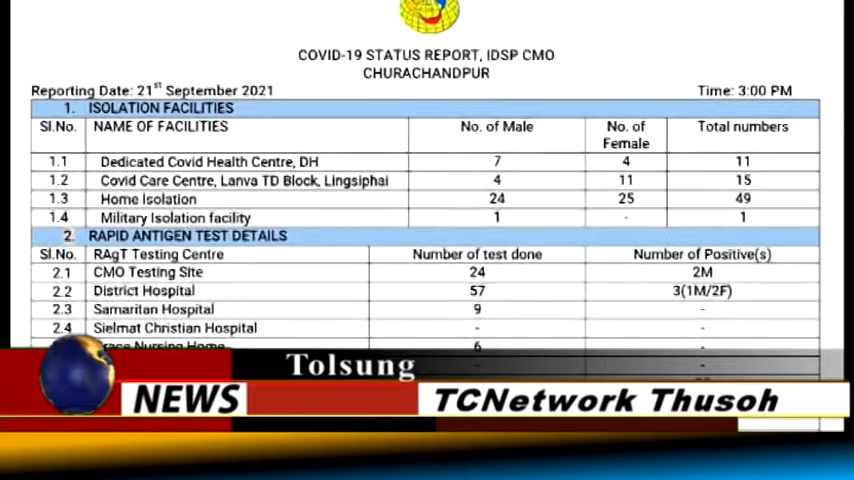 COVID-19 STATUS REPORT, IDSP CMO
CHURACHANDPUR
Reporting Date: 21st September 2021 Time: 3:00 PM
1. ISOLATION FACILITIES
Sl.No. NAME OF FACILITIES No. of Male No. of Female Total numbers
1.1 Dedicated Covid Health Centre, DH 7 4 11
1.2 Covid Care Centre, Lanva TD Block, Lingsiphai 4 11 15
1.3 Home Isolation 24 25 49
1.4 Military Isolation facility 1 - 1
2. RAPID ANTIGEN TEST DETAILS
Sl.No. RAgT Testing Centre Number of test done Number of Positive(s)
2.1 CMO Testing Site 24 2M
2.2 District Hospital 57 3(1M/2F)
2.3 Samaritan Hospital 9 -
2.4 Sielmat Christian Hospital - -
Nursing Home 6 -
Tolsung
NEWS TCNetwork Thusoh